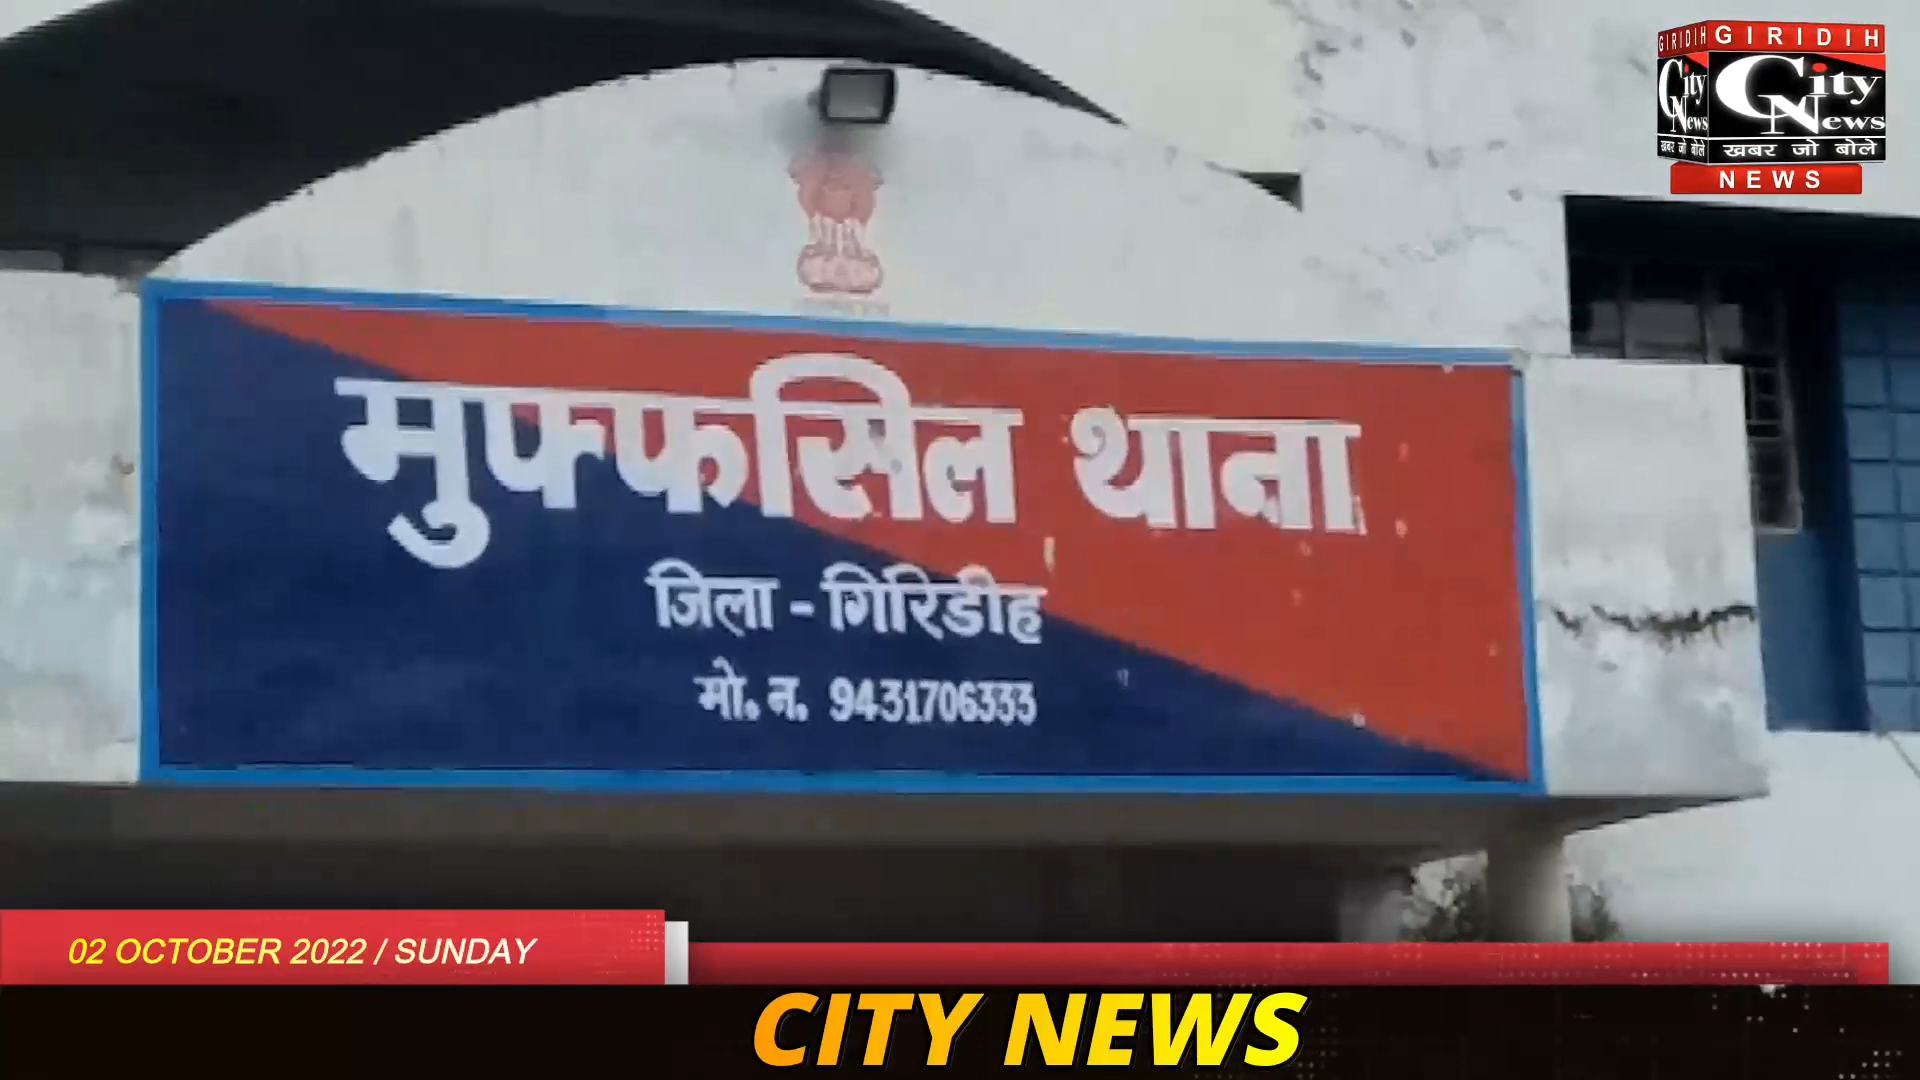 GIRIDIH GIRIDIH
City News City News
खबर जो बोले खबर जो बोले
NEWS
मुफ्फसिल थाना
जिला - गिरिडीह
मो. न. 9431706333
02 OCTOBER 2022 / SUNDAY
CITY NEWS